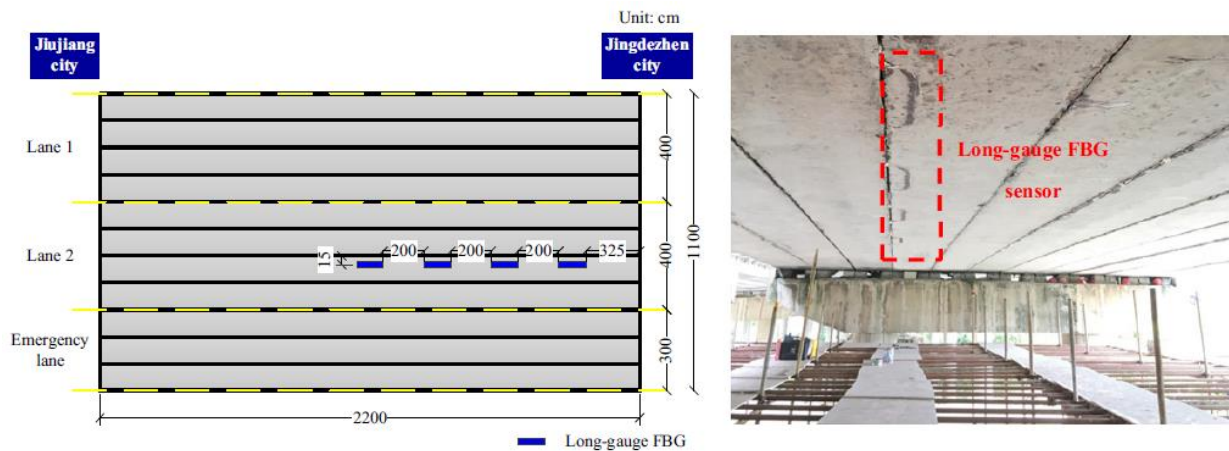 Unit: cm
Jiujiang
city
Jingdezhen
city
Lane 1
400
Lane 2
200
200
200
325
15
400
1100
Emergency
lane
300
2200
Long-gauge FBG
Long-gauge FBG
sensor